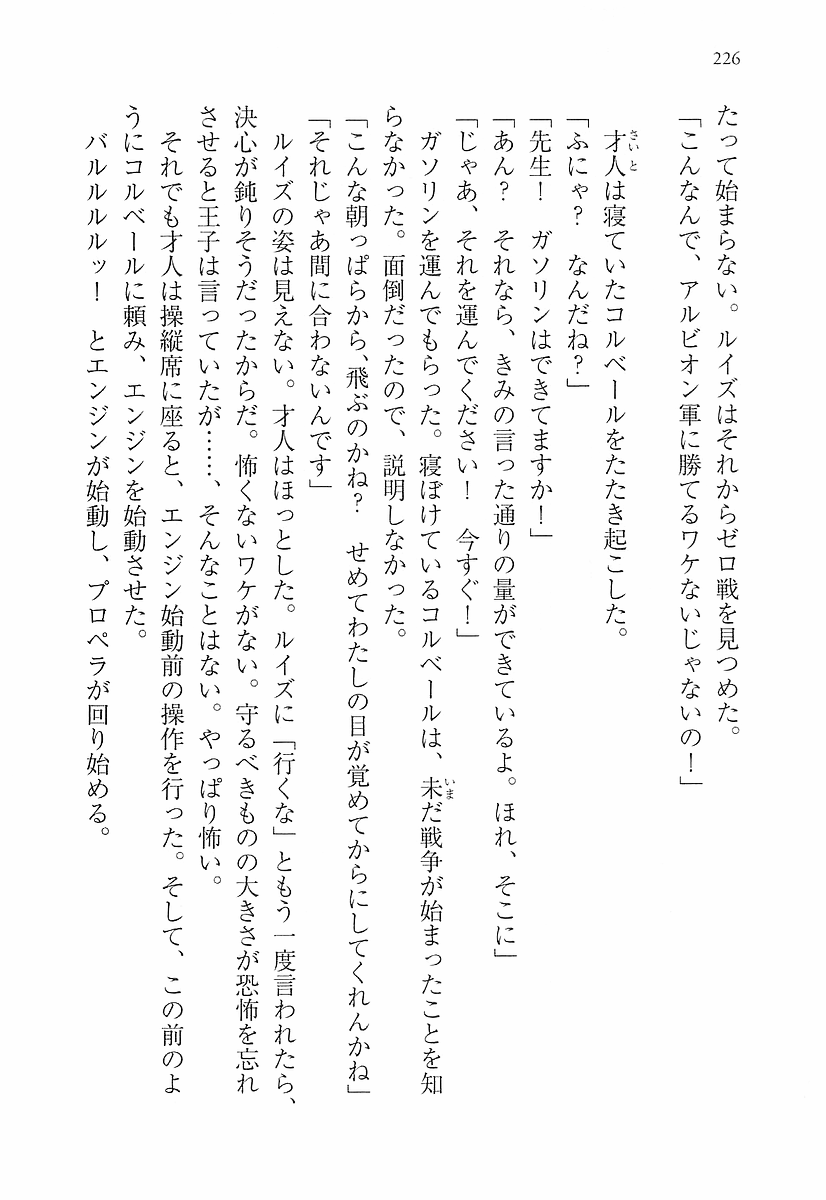 226
たって始まらない。ルイズはそれからゼロ戦を見つめた。
「こんなんで、アルビオン軍に勝てるワケないじゃないの！」
才人は寝ていたコルベールをたたき起こした。
さいと
「ふにゃ？　なんだね？」
「先生！　ガソリンはできてますか！」
「あん？　それなら、きみの言った通りの量ができているよ。ほれ、そこに」
「じゃあ、それを運んでください！　今すぐ！」
ガソリンを運んでもらった。寝ぼけているコルベールは、未だ戦争が始まったことを知
いま
らなかった。面倒だったので、説明しなかった。
「こんな朝っぱらから、飛ぶのかね？　せめてわたしの目が覚めてからにしてくれんかね」
「それじゃあ間に合わないんです」
ルイズの姿は見えない。才人はほっとした。ルイズに「行くな」ともう一度言われたら、
決心が鈍りそうだったからだ。怖くないワケがない。守るべきものの大きさが恐怖を忘れ
させると王子は言っていたが……、そんなことはない。やっぱり怖い。
それでも才人は操縦席に座ると、エンジン始動前の操作を行った。そして、この前のよ
うにコルベールに頼み、エンジンを始動させた。
バルルルルッ！　とエンジンが始動し、プロペラが回り始める。